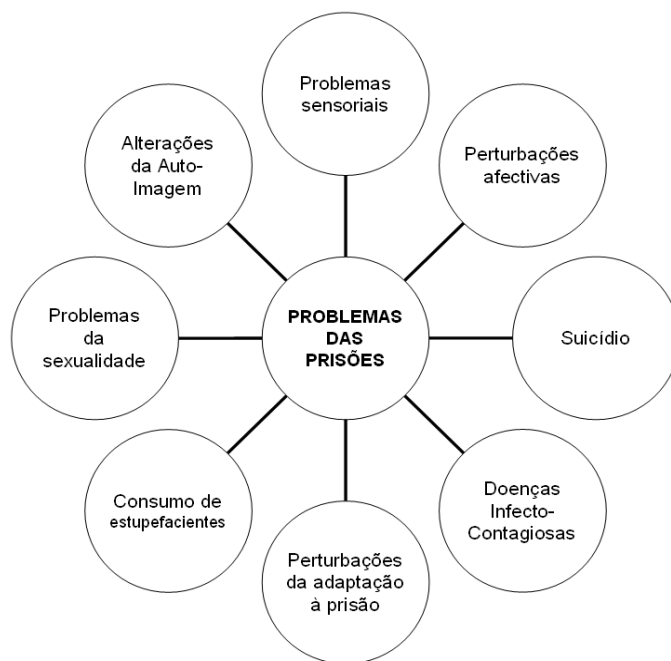 Problemas
sensoriais
Perturbações
afectivas
Suicídio
Doenças
Infecto-
Contagiosas
Perturbações
da adaptação
à prisão
Consumo de
estupefacientes
Problemas
da
sexualidade
Alterações
da Auto-
Imagem
PROBLEMAS
DAS
PRISÕES